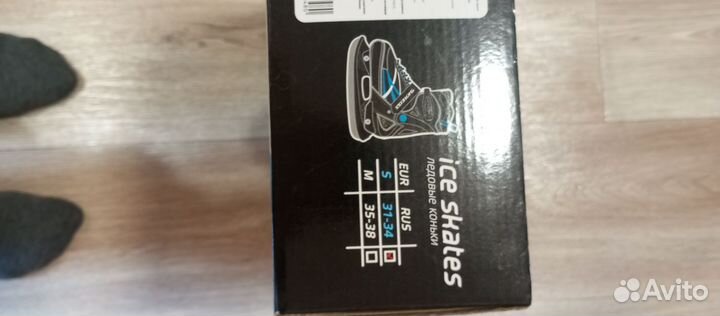 ice skates
ледовые коньки
EUR RUS
S 31-34
M 35-38
Avito